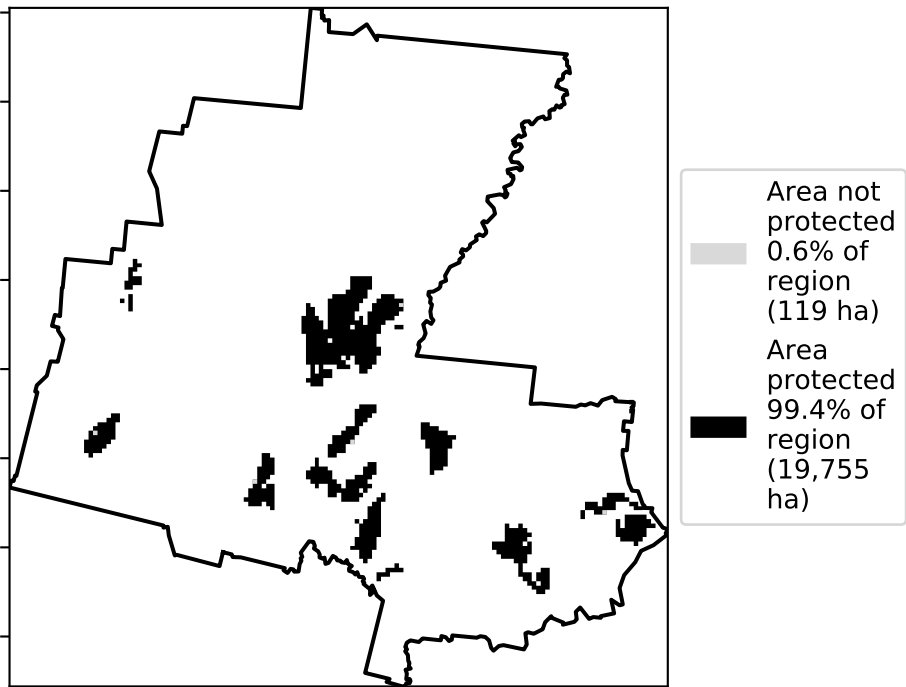 Area not
protected
0.6% of
region
(119 ha)
Area
protected
99.4% of
region
(19,755
ha)